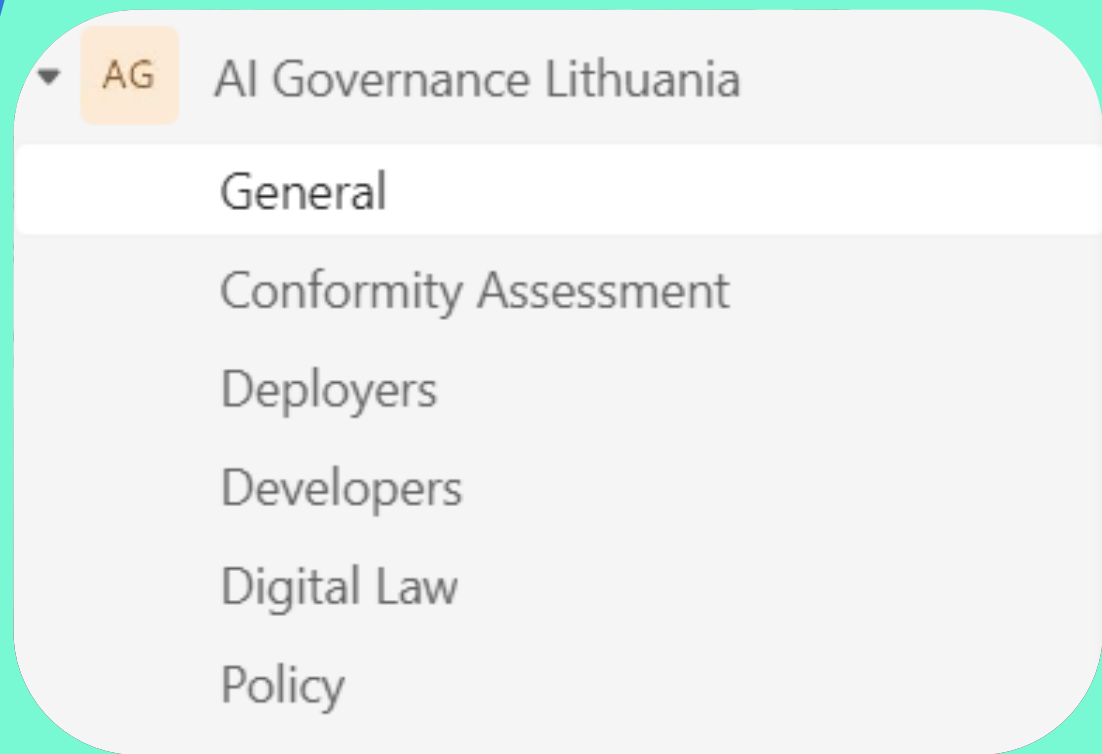 AG AI Governance Lithuania
General
Conformity Assessment
Deployers
Developers
Digital Law
Policy